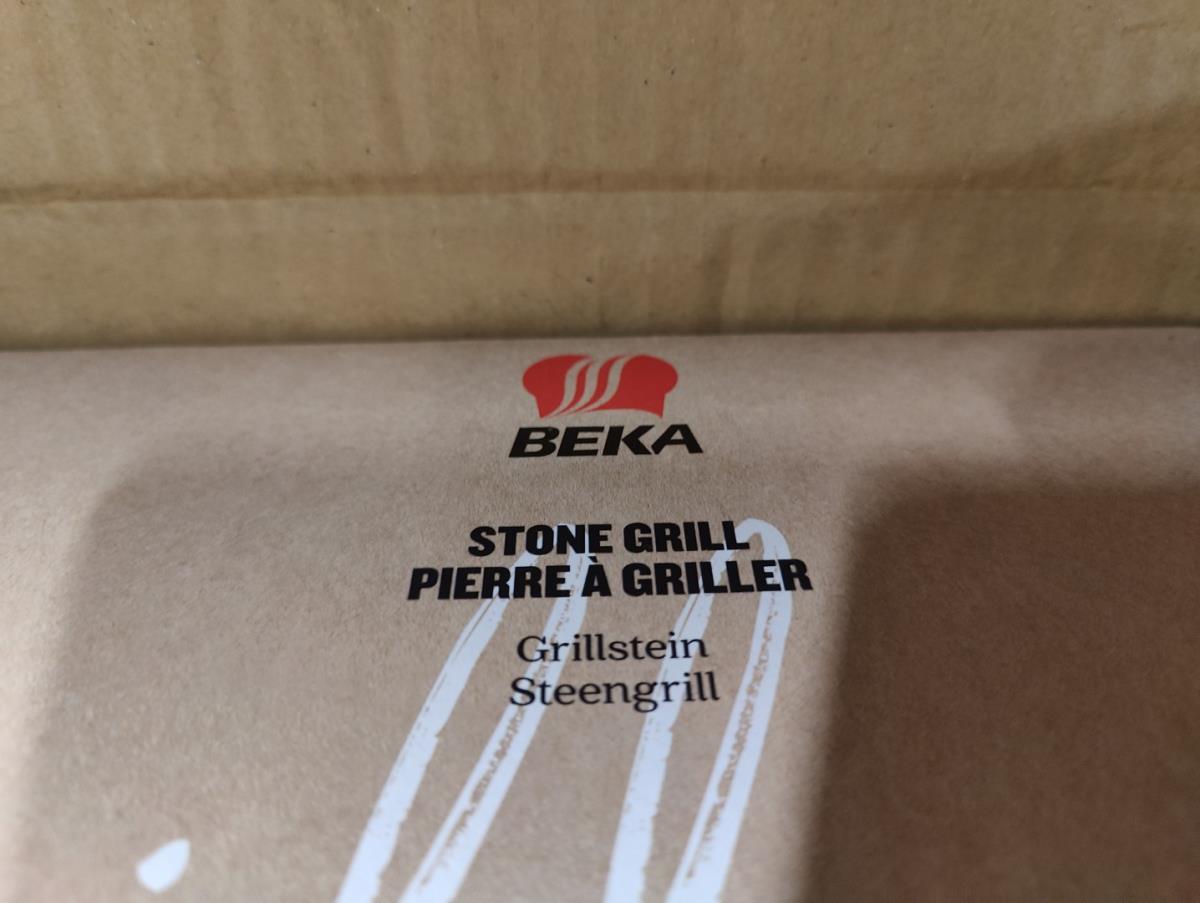 BEKA
STONE GRILL
PIERRE À GRILLER
Grillstein
Steengrill